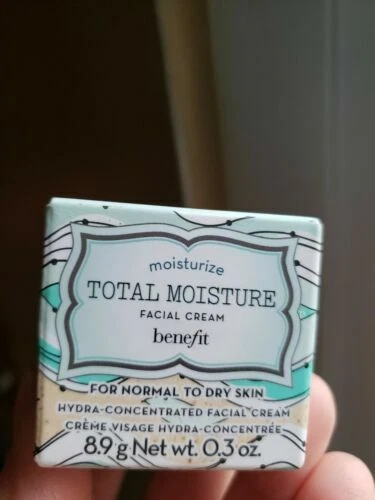 moisturize
TOTAL MOISTURE
FACIAL CREAM
benefit
FOR NORMAL TO DRY SKIN
HYDRA-CONCENTRATED FACIAL CREAM
CRÈME VISAGE HYDRA-CONCENTRÉE
8.9 g Net wt. 0.3 oz.